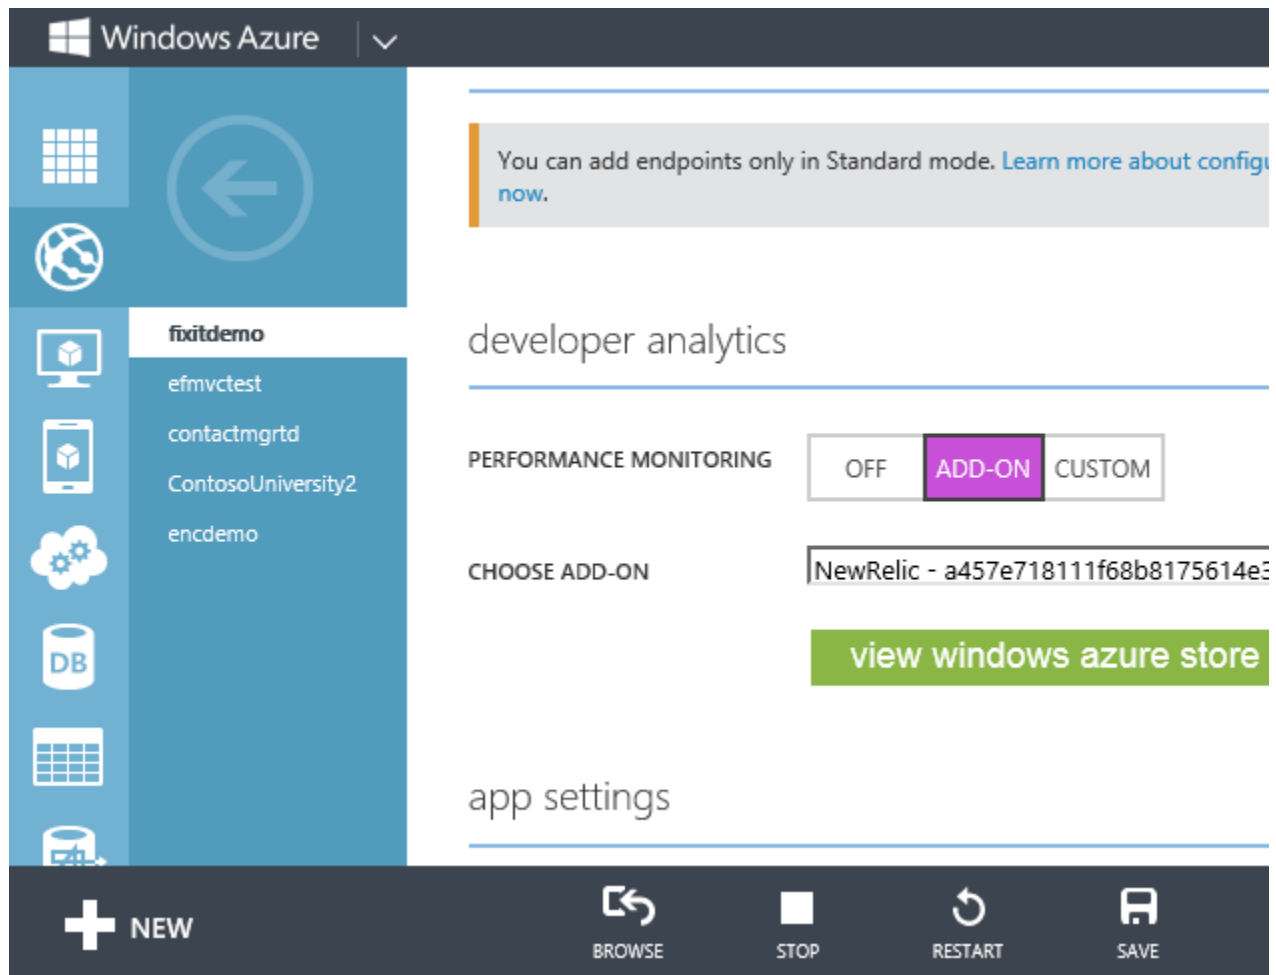 Windows Azure
You can add endpoints only in Standard mode. Learn more about configu
now.
fixitdemo
efmvctest
contactmgrtd
ContosoUniversity2
encdemo
developer analytics
PERFORMANCE MONITORING
OFF
ADD-ON
CUSTOM
CHOOSE ADD-ON
NewRelic - a457e718111f68b8175614e3
view windows azure store
DB
app settings
NEW
BROWSE
STOP
RESTART
SAVE